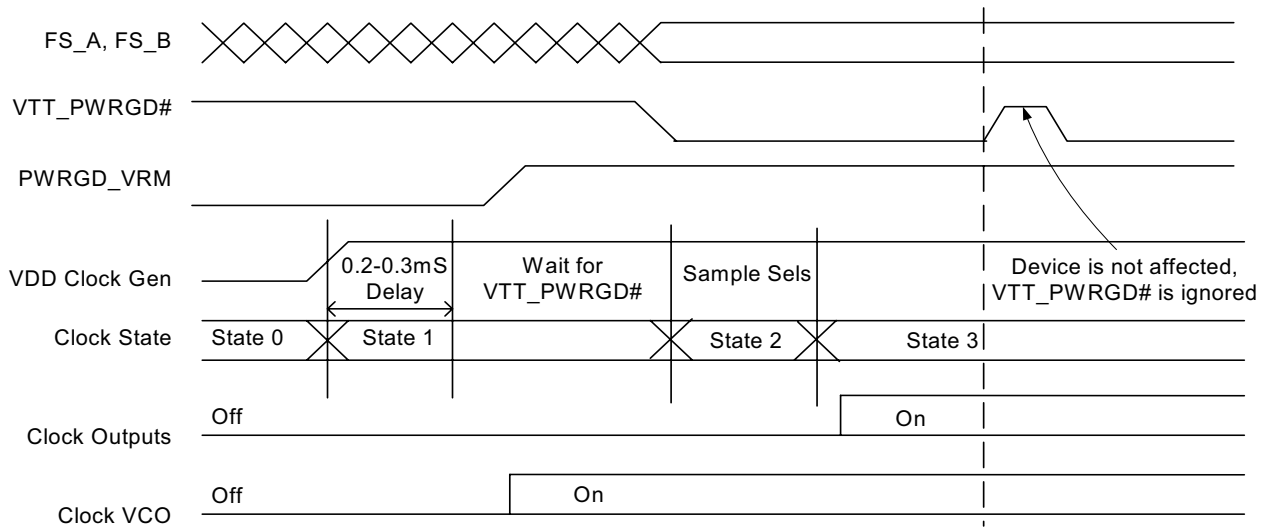 FS_A, FS_B
VTT_PWRGD#
PWRGD_VRM
VDD Clock Gen
0.2-0.3mS
Delay
Wait for
VTT_PWRGD#
Sample Sels
Device is not affected,
VTT_PWRGD# is ignored
Clock State
State 0
State 1
State 2
State 3
Clock Outputs
Off
On
Clock VCO
Off
On